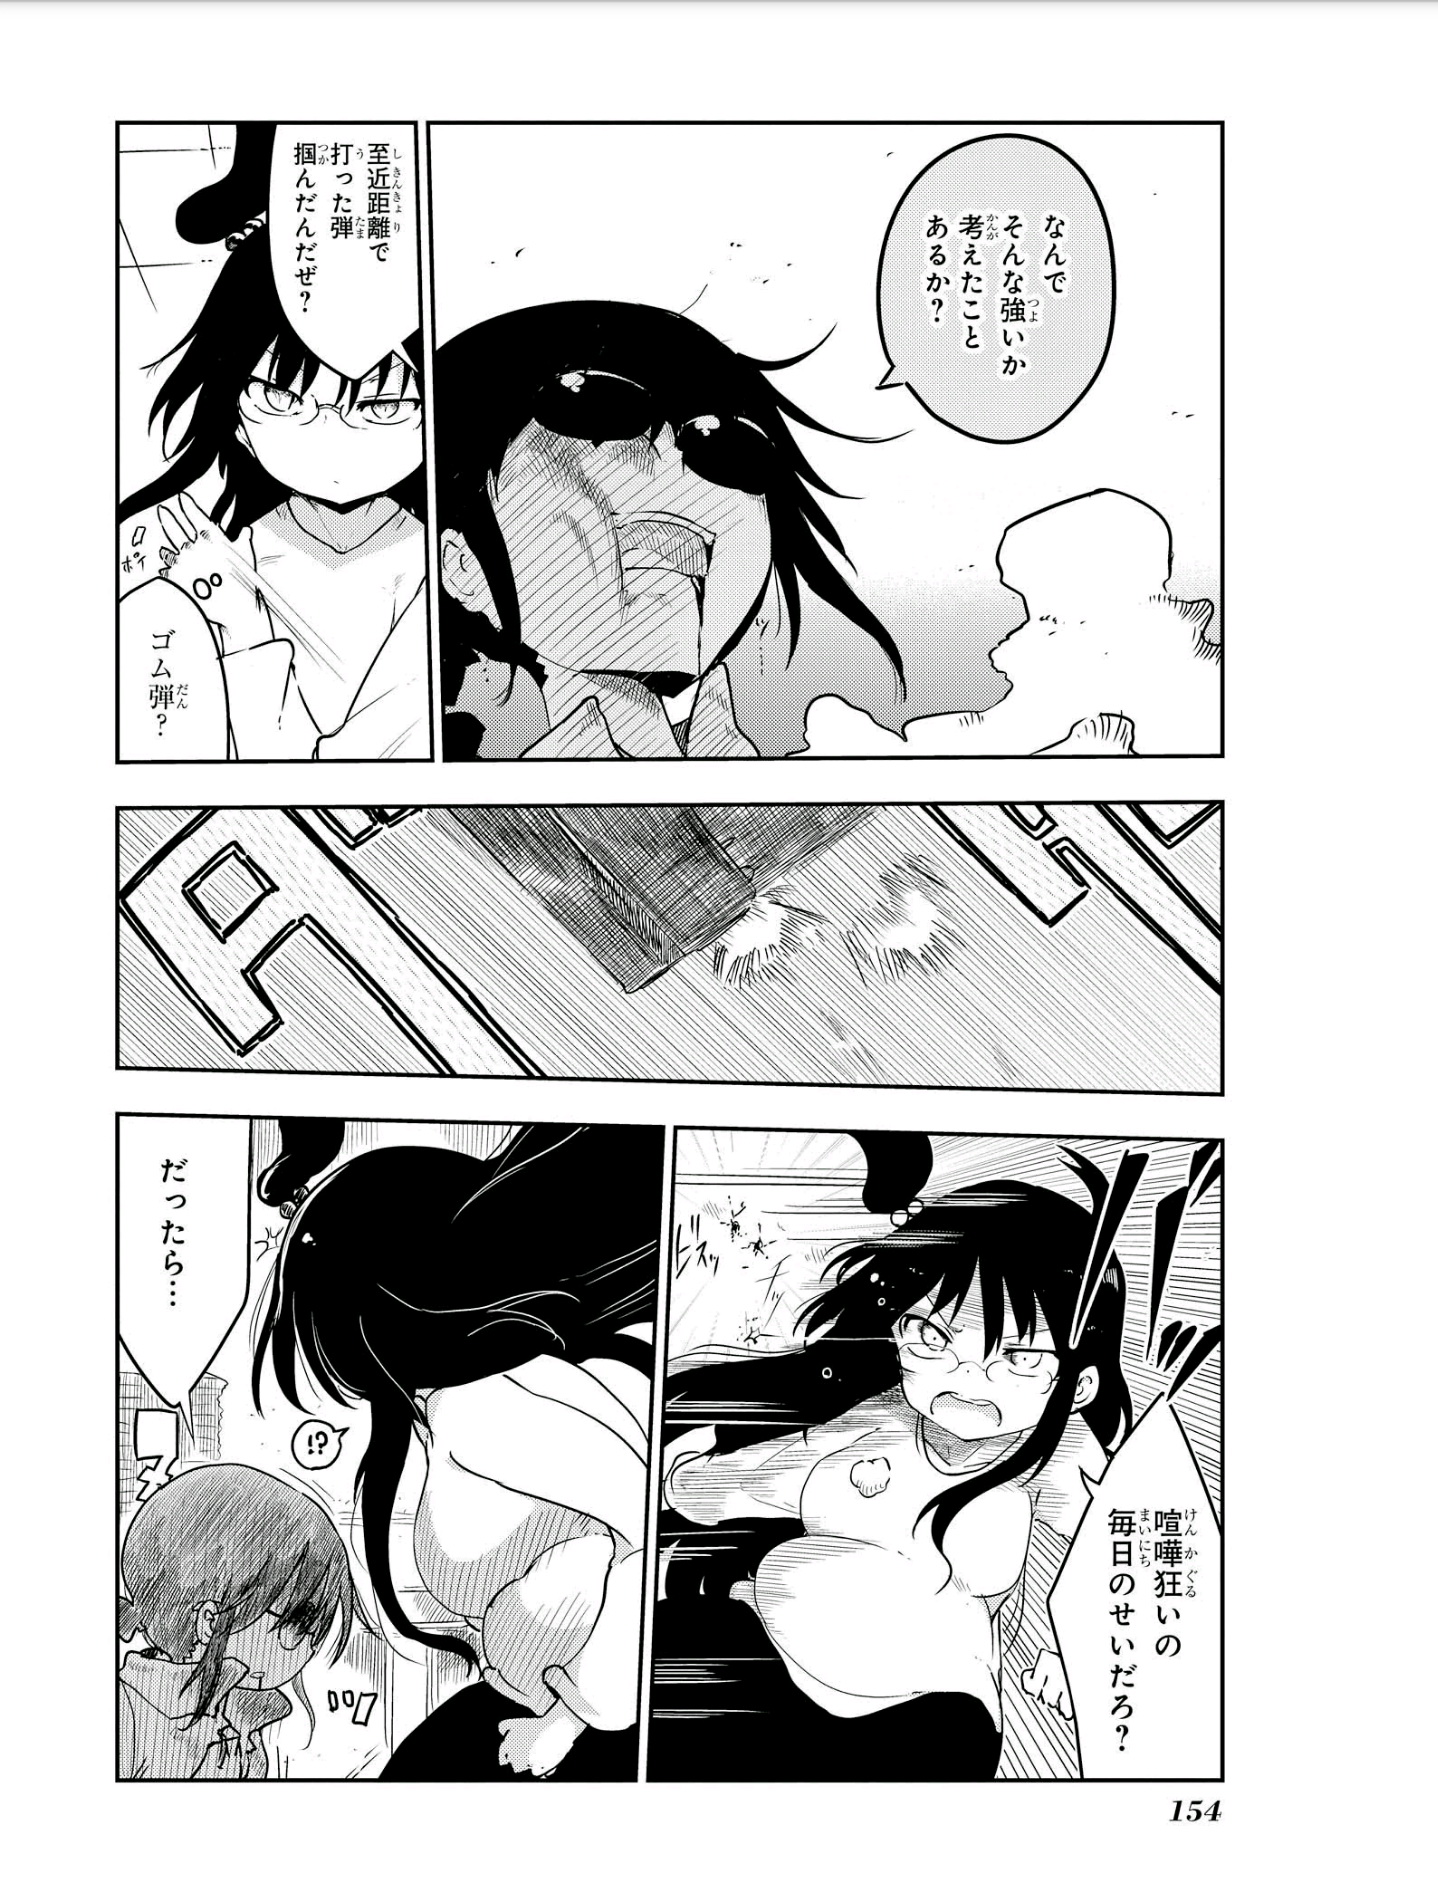 なんで
そんな強いか
考えたこと
あるか？
至近距離で
打った弾
掴んだんだぜ？
ポイ
ゴム弾？
喧嘩狂いの
毎日のせいだろ？
ビスッ
!?
だったら…
154